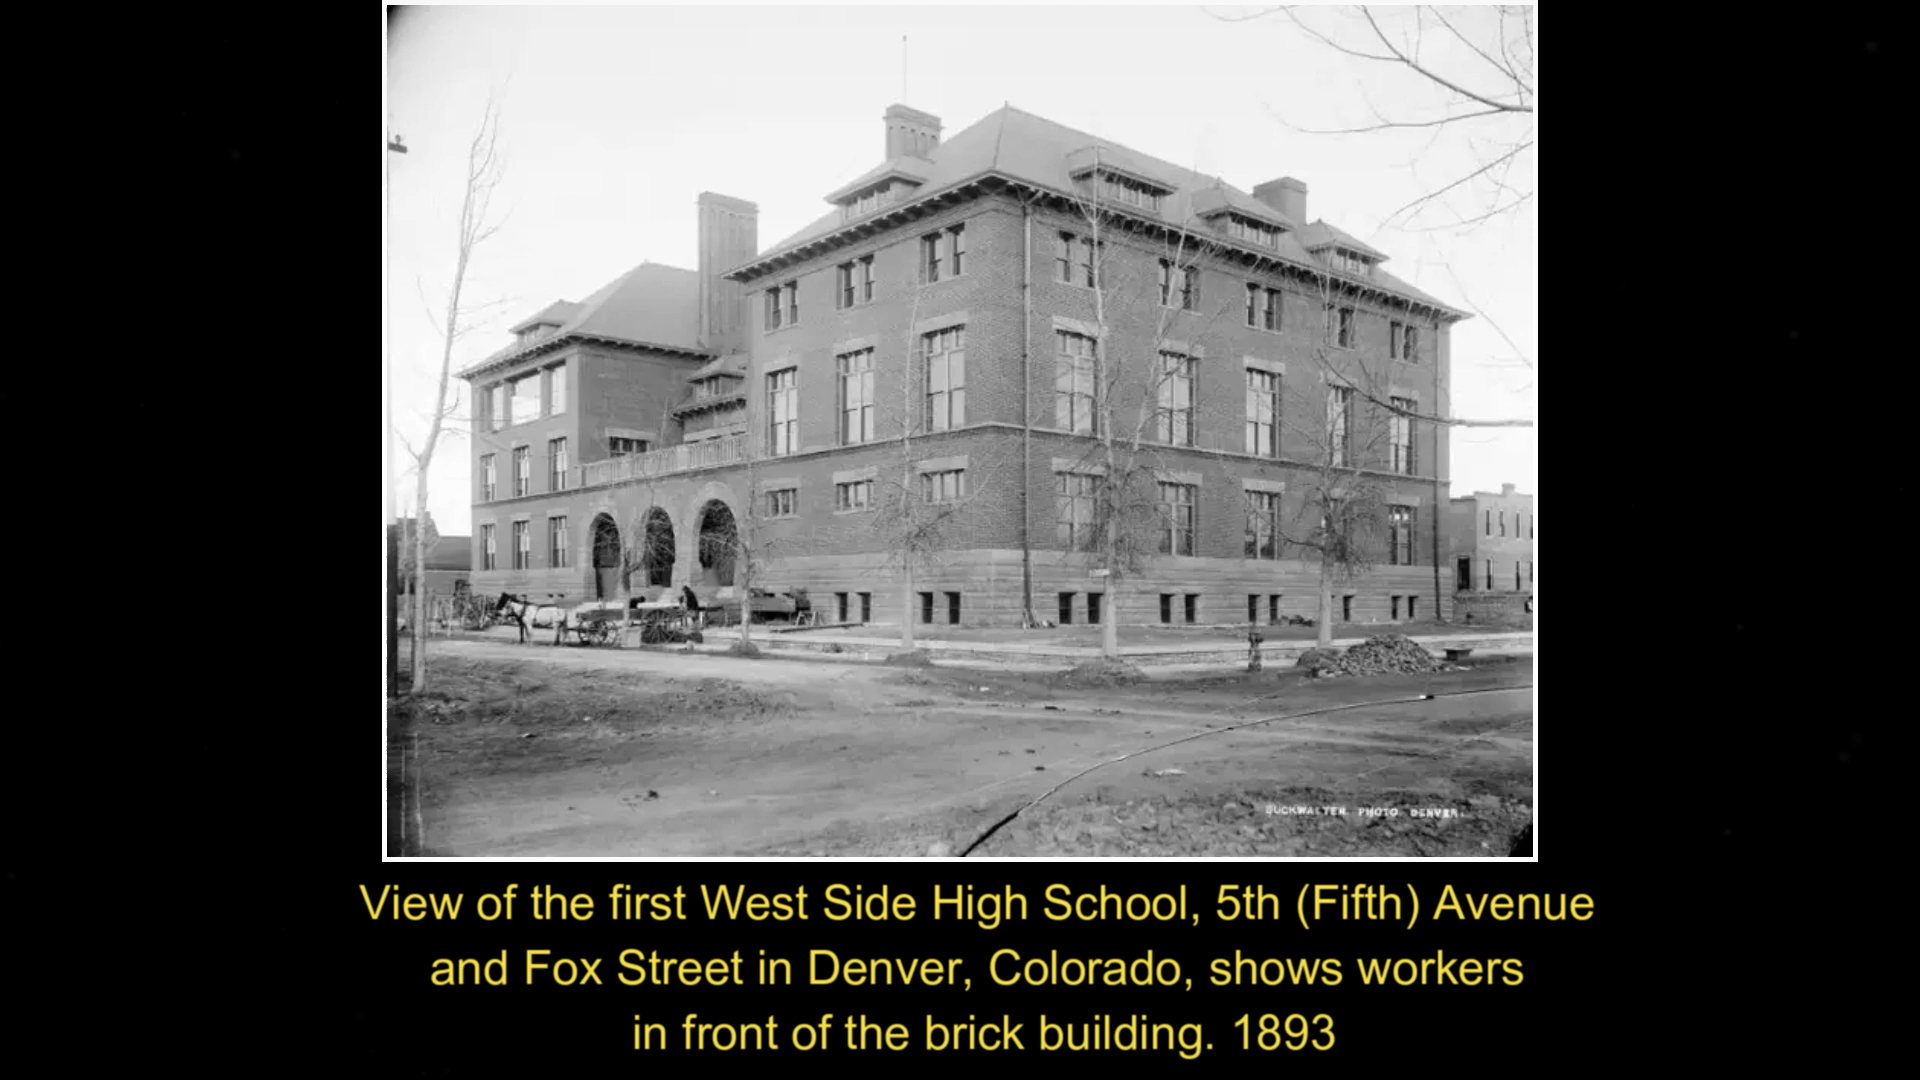 BUCKWALTER PHOTO DENVER.
View of the first West Side High School, 5th (Fifth) Avenue
and Fox Street in Denver, Colorado, shows workers
in front of the brick building. 1893